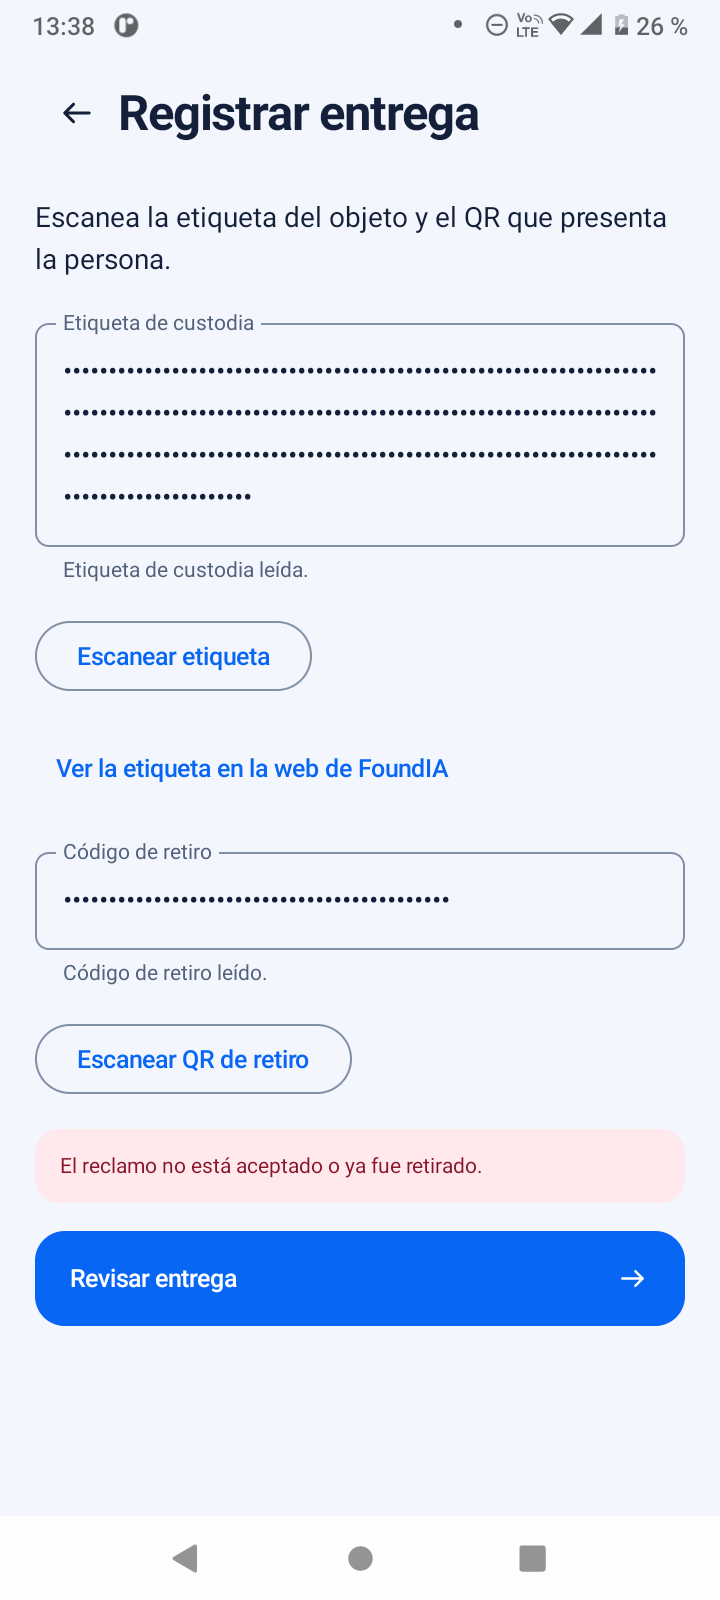 13:38
Vo LTE
26 %
Registrar entrega
Escanea la etiqueta del objeto y el QR que presenta
la persona.
Etiqueta de custodia
Etiqueta de custodia leída.
Escanear etiqueta
Ver la etiqueta en la web de FoundIA
Código de retiro
Código de retiro leído.
Escanear QR de retiro
El reclamo no está aceptado o ya fue retirado.
Revisar entrega